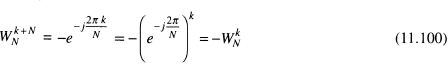 $W_N^{k+N} = -e^{-j\frac{2\pi k}{N}} = -\left(e^{-j\frac{2\pi}{N}}\right)^k = -W_N^k$ (11.100)